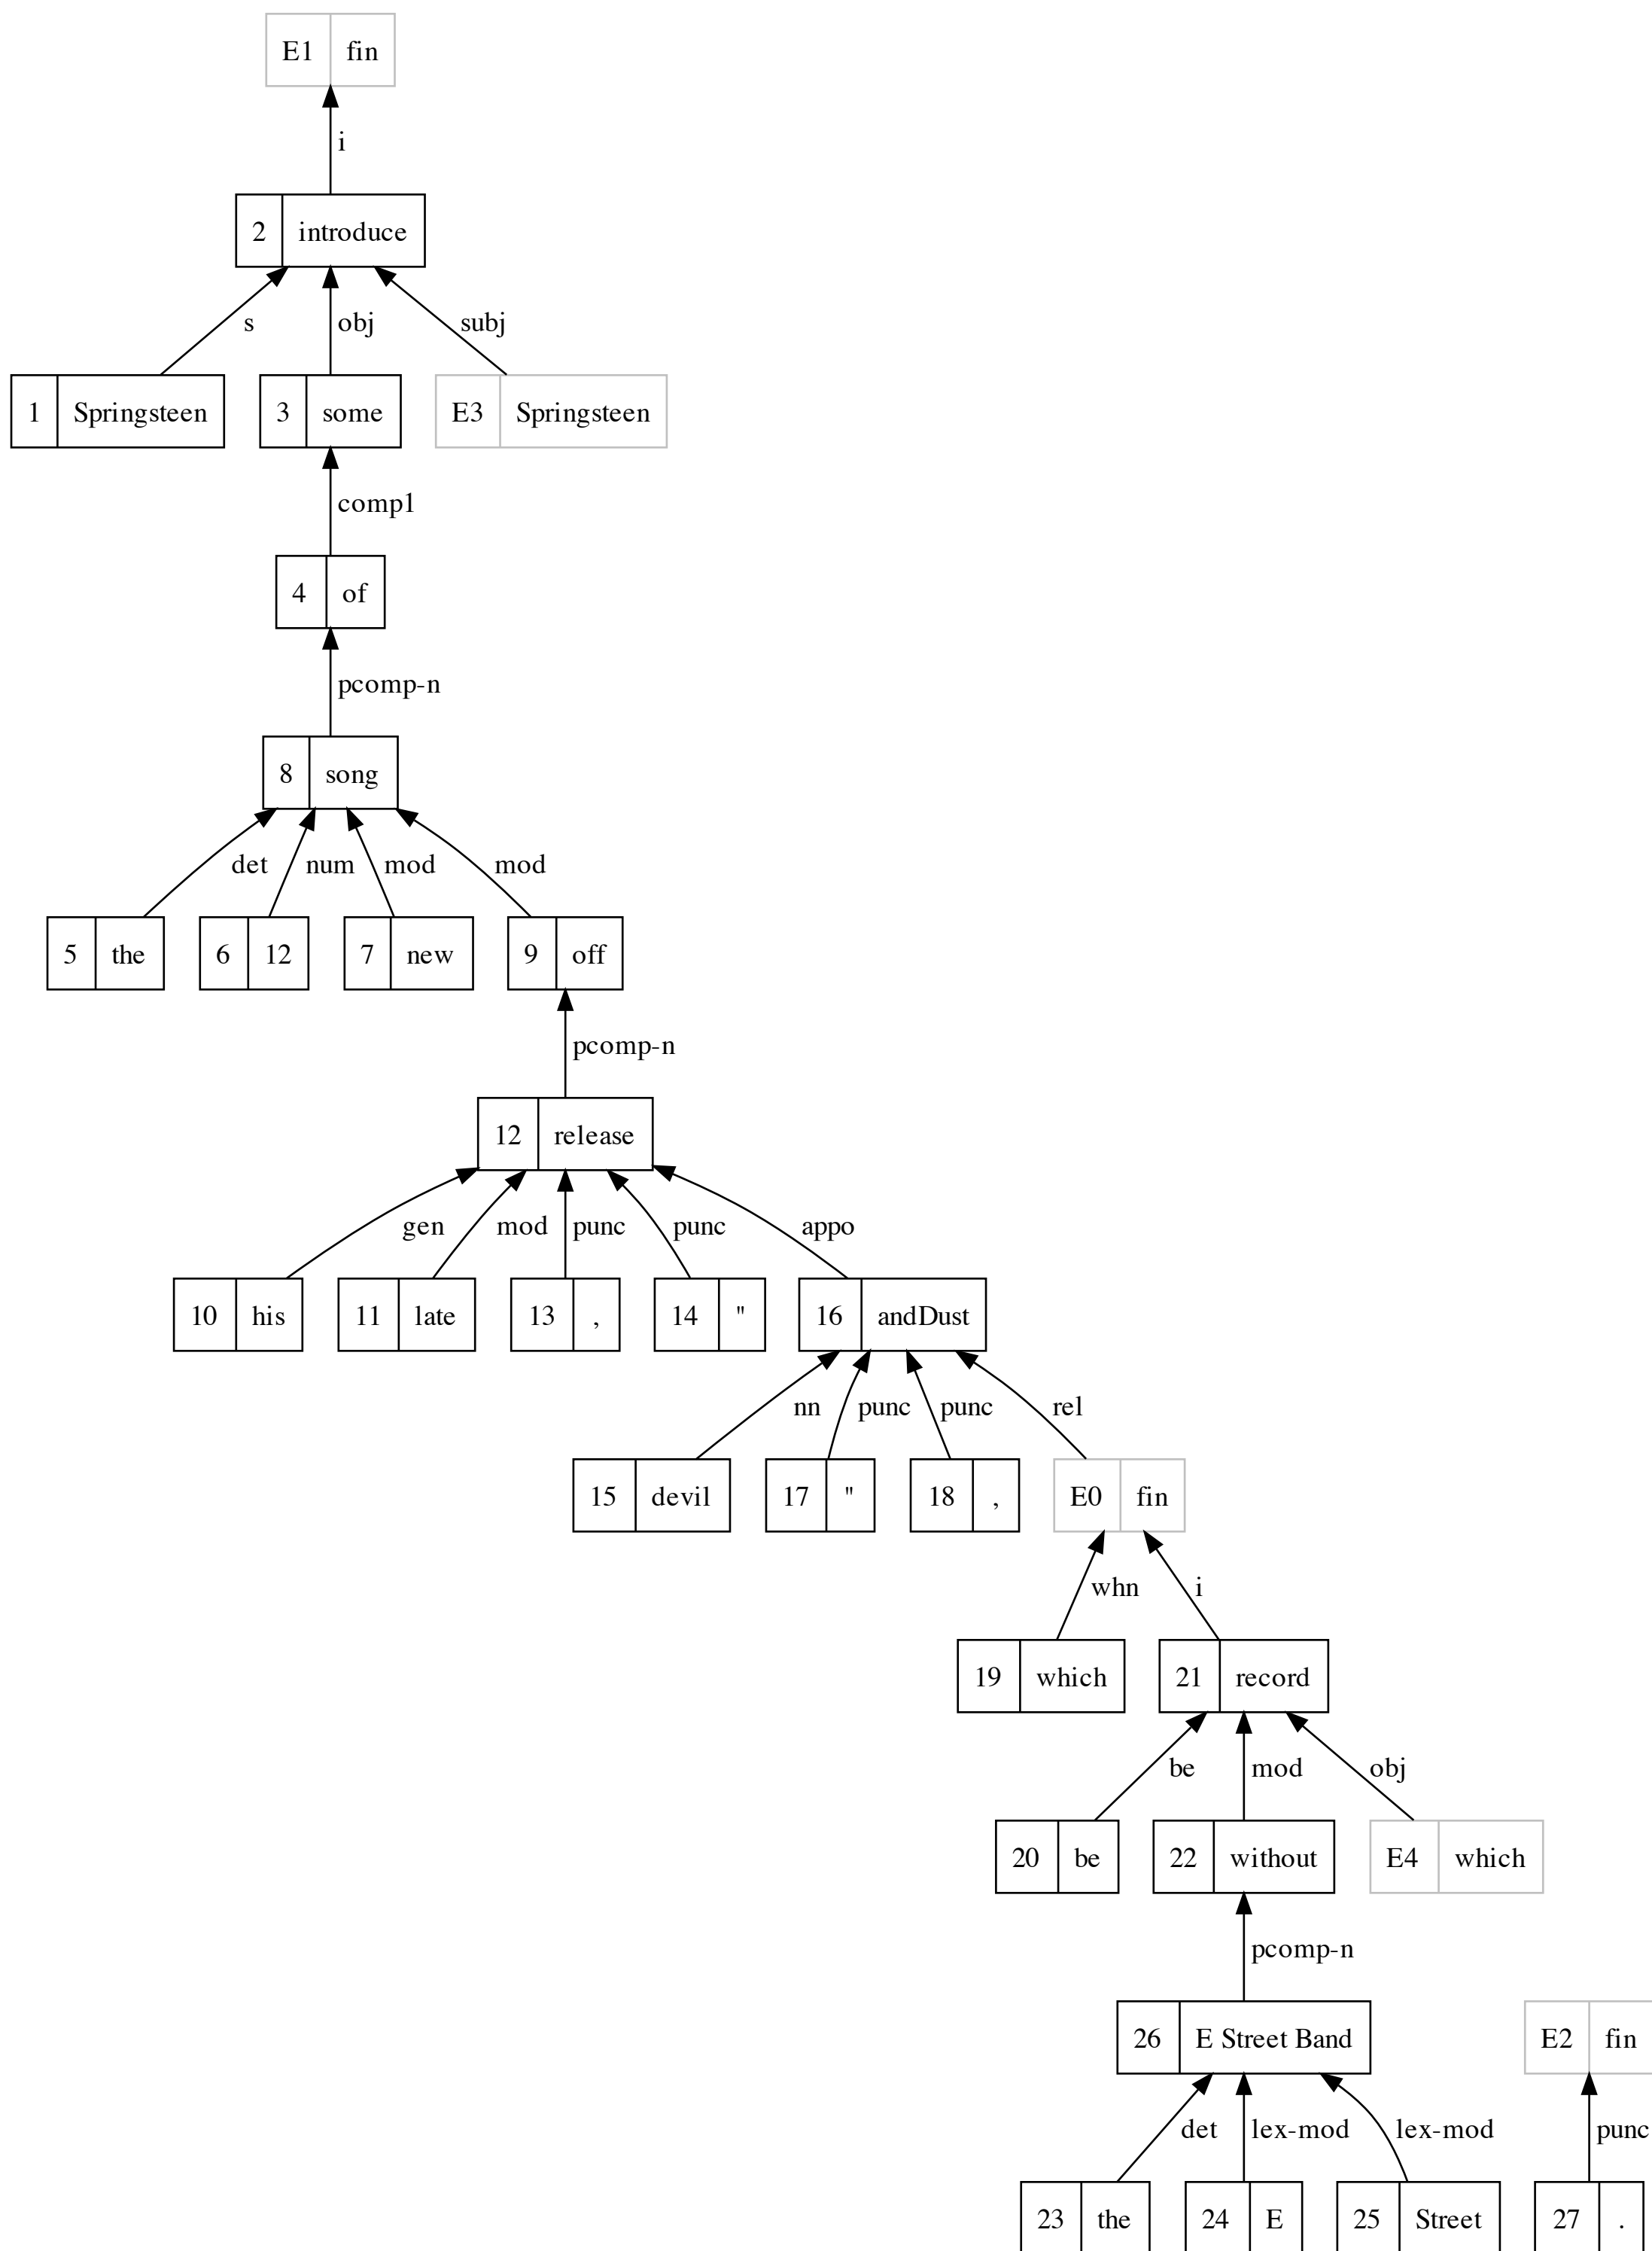 E1 fin
i
2 introduce
s obj subj
1 Springsteen 3 some E3 Springsteen
comp1
4 of
pcomp-n
8 song
det num mod mod
5 the 6 12 7 new 9 off
pcomp-n
12 release
gen mod punc punc appo
10 his 11 late 13 , 14 " 16 andDust
nn punc punc rel
15 devil 17 " 18 , E0 fin
whn i
19 which 21 record
be mod obj
20 be 22 without E4 which
pcomp-n
26 E Street Band E2 fin
det lex-mod lex-mod punc
23 the 24 E 25 Street 27 .